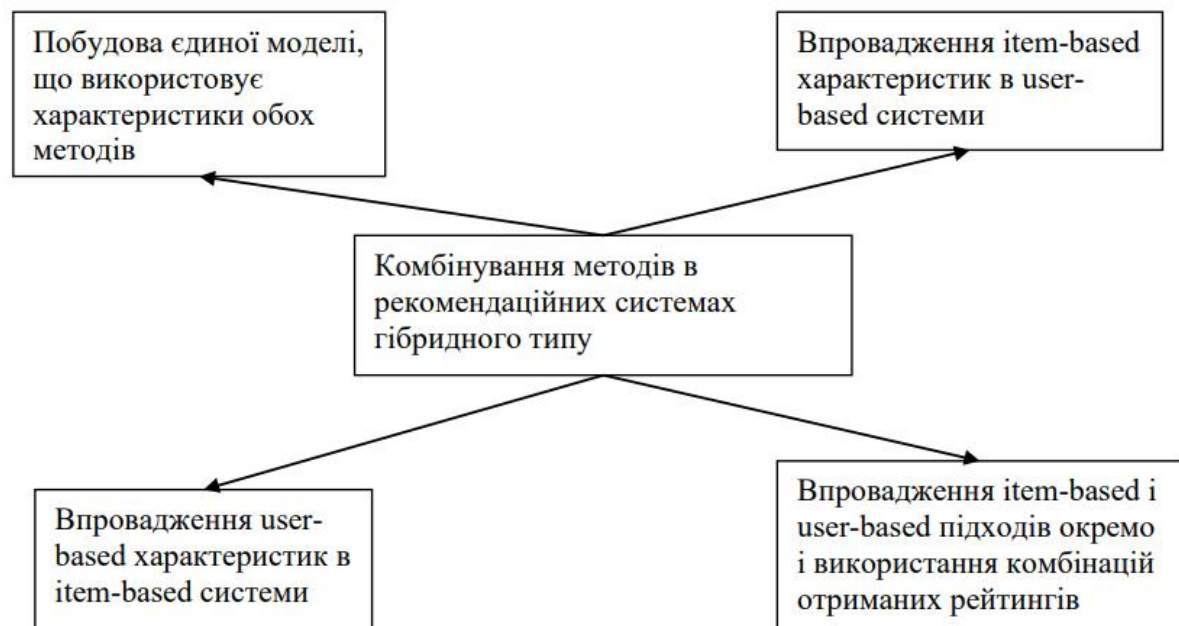 Побудова єдиної моделі,
що використовує
характеристики обох
методів
Впровадження item-based
характеристик в user-
based системи
Комбінування методів в
рекомендаційних системах
гібридного типу
Впровадження user-
based характеристик в
item-based системи
Впровадження item-based і
user-based підходів окремо
і використання комбінацій
отриманих рейтингів